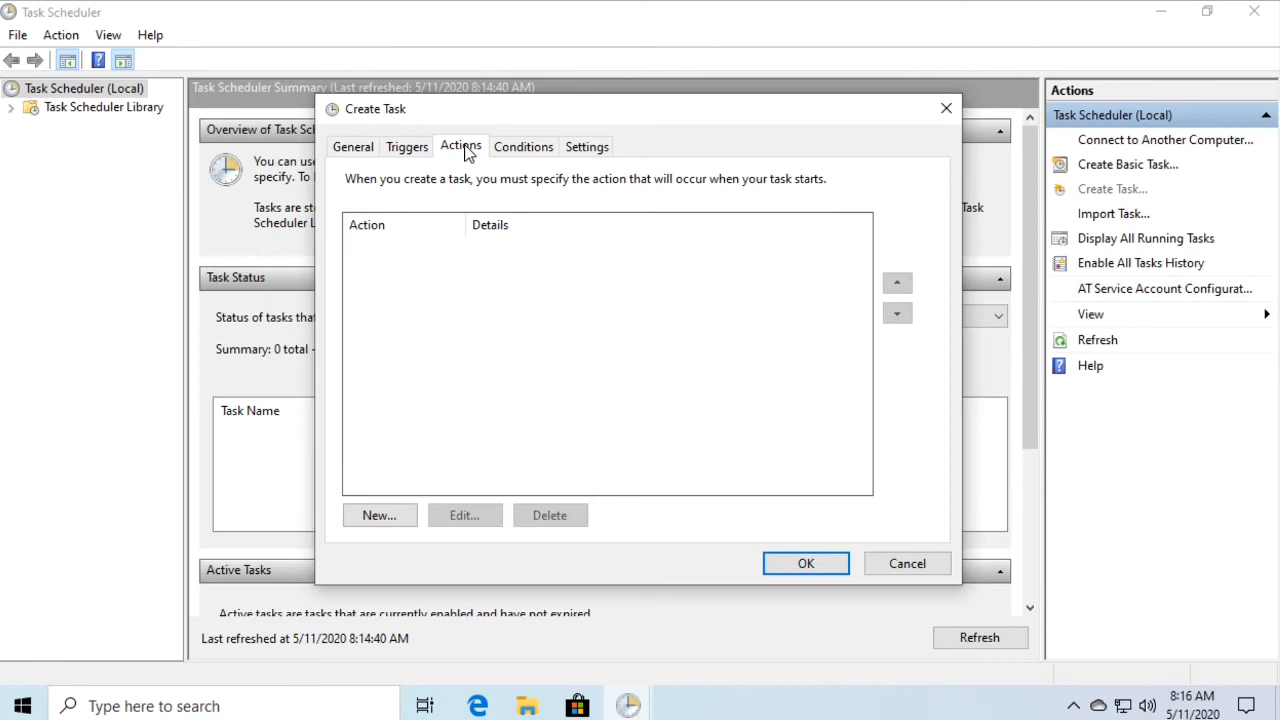 Task Scheduler
File Action View Help
Task Scheduler (Local)
Task Scheduler Library
Task Scheduler Summary (Last refreshed: 5/11/2020 8:14:40 AM)
Overview of Task Sch
You can use
specify. To
Tasks are st
Task
Scheduler L
Task Status
Status of tasks tha
Summary: 0 total -
Task Name
Active Tasks
Active tasks are tasks that are currently enabled and have not expired
Last refreshed at 5/11/2020 8:14:40 AM
Refresh
Create Task
General Triggers Actions Conditions Settings
When you create a task, you must specify the action that will occur when your task starts.
Action Details
New... Edit... Delete
OK Cancel
Actions
Task Scheduler (Local)
Connect to Another Computer...
Create Basic Task...
Create Task...
Import Task...
Display All Running Tasks
Enable All Tasks History
AT Service Account Configurat...
View
Refresh
Help
Type here to search
8:16 AM
5/11/2020